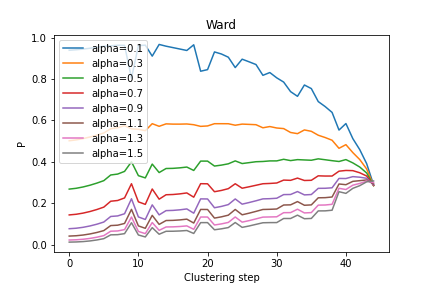 Ward
1.0
0.8
0.6
0.4
0.2
0.0
P
alpha=0.1
alpha=0.3
alpha=0.5
alpha=0.7
alpha=0.9
alpha=1.1
alpha=1.3
alpha=1.5
0 10 20 30 40
Clustering step